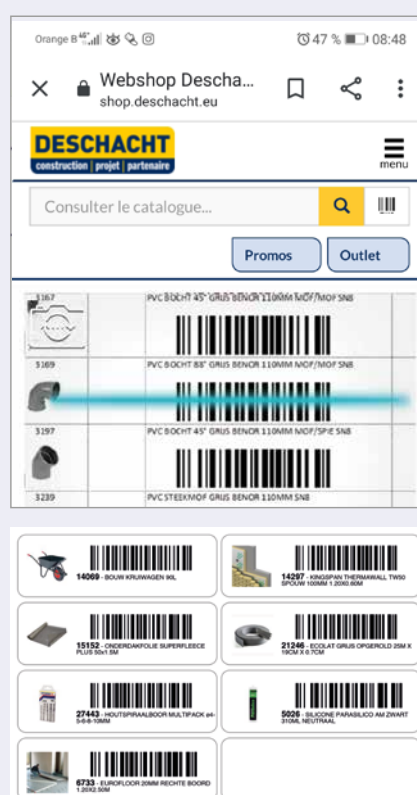 Orange B 4G+ 47 % 08:48
Webshop Descha...
shop.deschacht.eu
DESCHACHT
construction | projet | partenaire
menu
Consulter le catalogue...
Promos Outlet
3167 PVC BOCHT 45° GRIJS BENOR 110MM MOF/MOF SN8
3169 PVC BOCHT 88° GRIJS BENOR 110MM MOF/MOF SN8
3197 PVC BOCHT 45° GRIJS BENOR 110MM MOF/SPIE SN8
3239 PVC STEEKMOF GRIJS BENOR 110MM SN8
14069 - BOUW KRUIWAGEN 90L
14297 - KINGSPAN THERMAWALL TW50
SPOUW 100MM 1.20X0.60M
15152 - ONDERDAKFOLIE SUPERFLEECE
PLUS 50x1.5M
21246 - ECOLAT GRIJS OPGEROLD 25M X
19CM X 0.7CM
27443 - HOUTSPIRAALBOOR MULTIPACK ø4-
5-6-8-10MM
5026 - SILICONE PARASILICO AM ZWART
310ML NEUTRAAL
6733 - EUROFLOOR 20MM RECHTE BOORD
1.20X2.50M